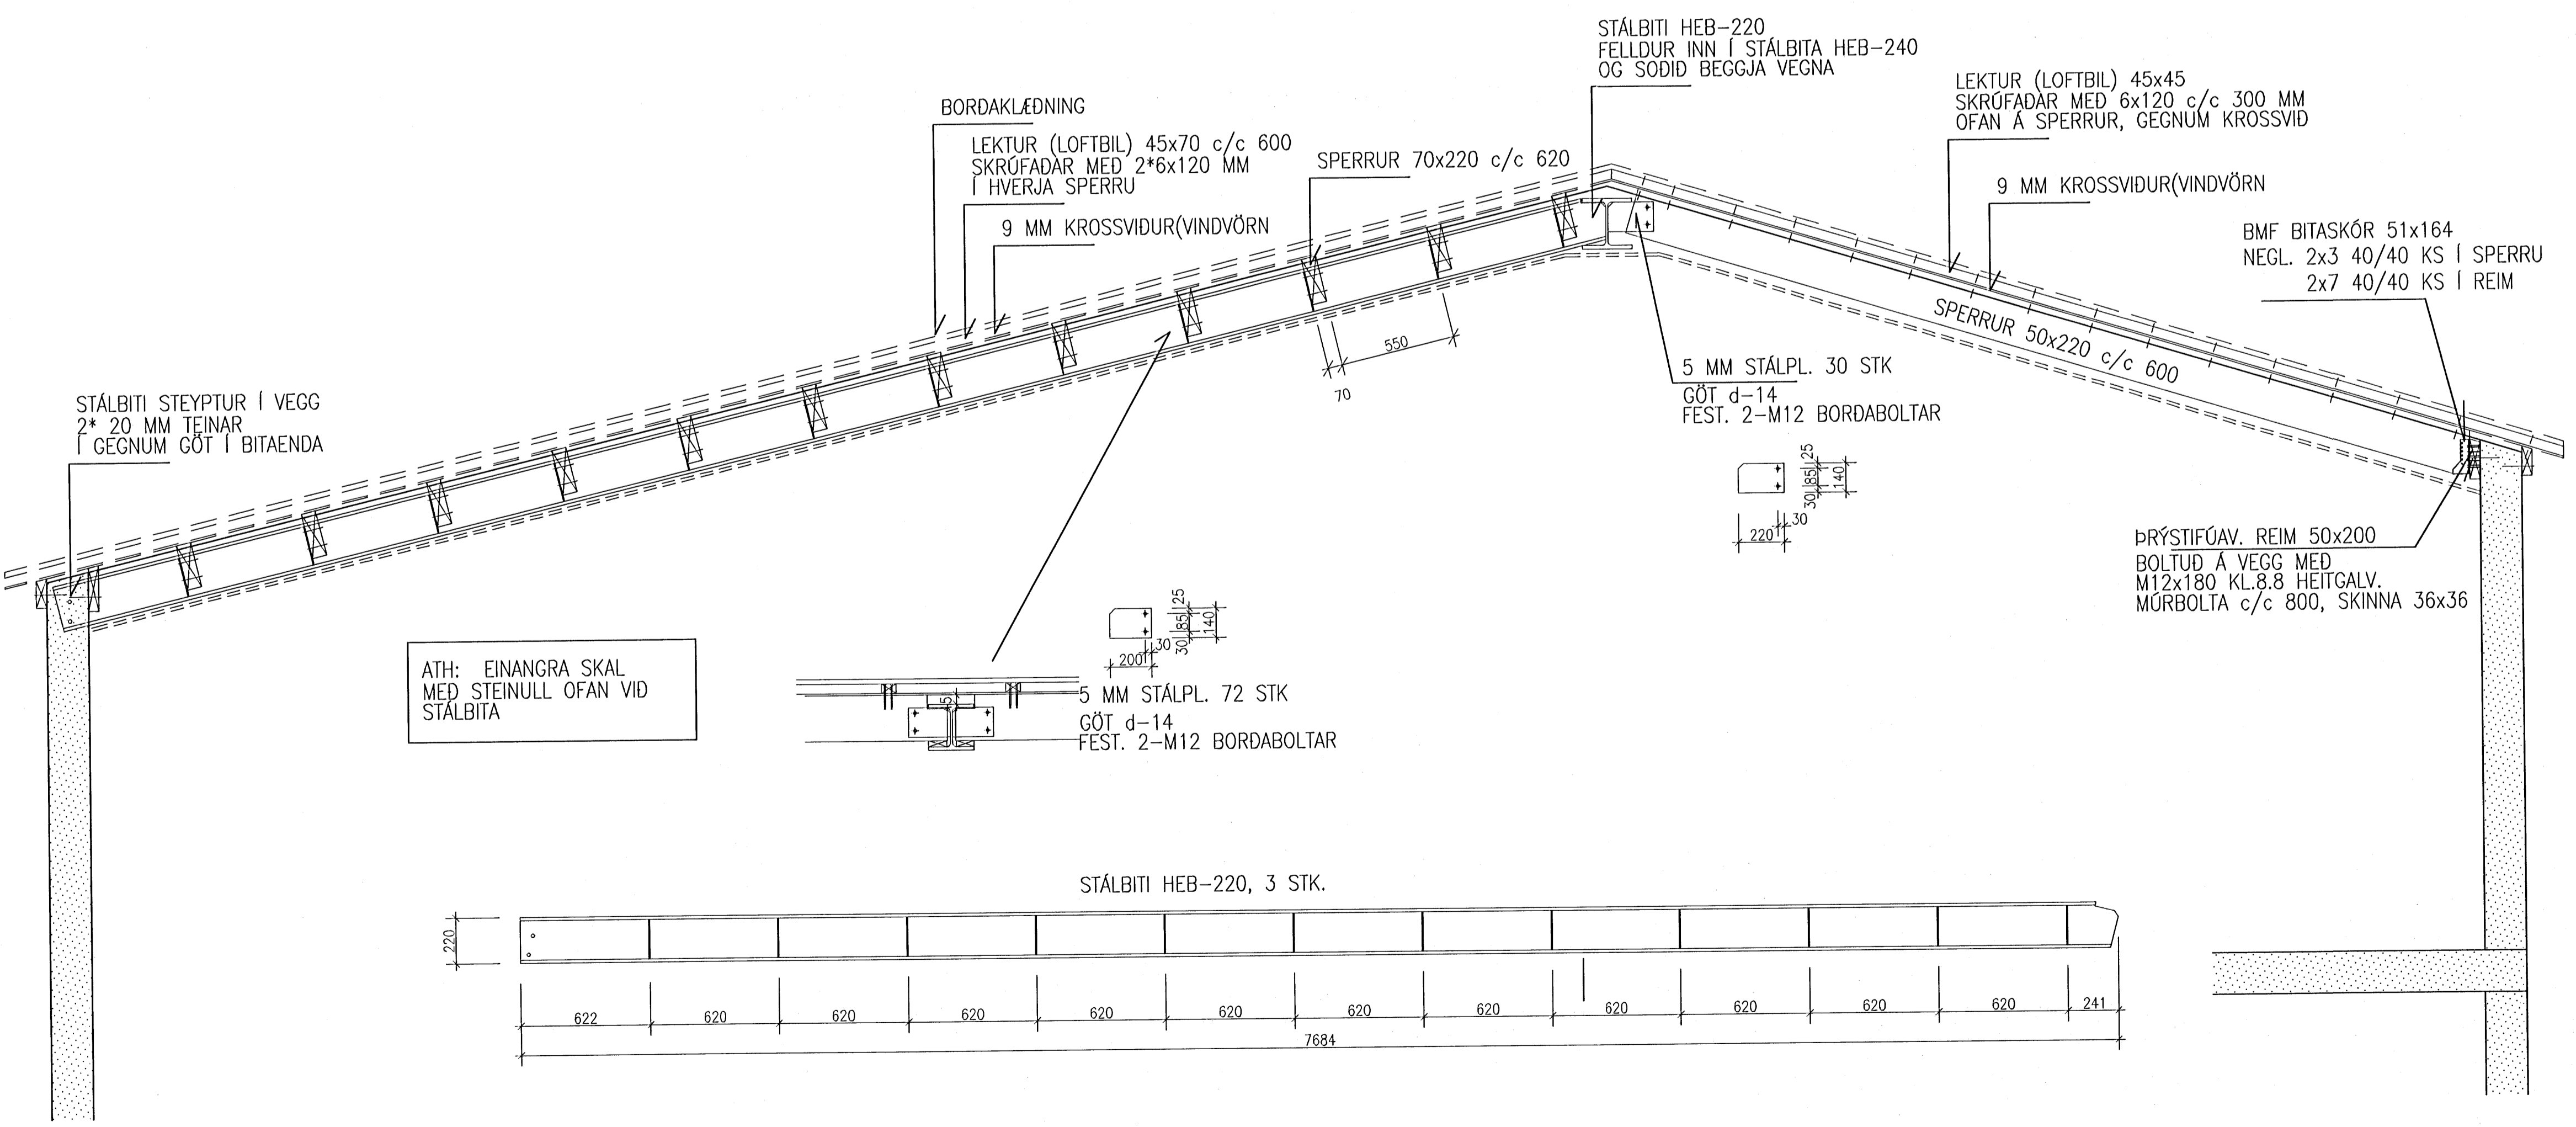 STÁLBITI HEB-220
FELLDUR INN Í STÁLBITA HEB-240
OG SOÐIÐ BEGGJA VEGNA
LEKTUR (LOFTBIL) 45x45
SKRÚFAÐAR MEÐ 6x120 c/c 300 MM
OFAN Á SPERRUR, GEGNUM KROSSVIÐ
BORÐAKLÆÐNING
LEKTUR (LOFTBIL) 45x70 c/c 600
SKRÚFAÐAR MEÐ 2*6x120 MM
Í HVERJA SPERRU
SPERRUR 70x220 c/c 620
9 MM KROSSVIÐUR(VINDVÖRN
9 MM KROSSVIÐUR(VINDVÖRN
BMF BITASKÓR 51x164
NEGL. 2x3 40/40 KS Í SPERRU
2x7 40/40 KS Í REIM
SPERRUR 50x220 c/c 600
550
70
5 MM STÁLPL. 30 STK
GÖT d-14
FEST. 2-M12 BORÐABOLTAR
STÁLBITI STEYPTUR Í VEGG
2* 20 MM TEINAR
Í GEGNUM GÖT Í BITAENDA
25
85
140
30
30
220
ÞRÝSTIFÚAV. REIM 50x200
BOLTUÐ Á VEGG MEÐ
M12x180 KL.8.8 HEITGALV.
MÚRBOLTA c/c 800, SKINNA 36x36
25
85
140
30
30
200
ATH: EINANGRA SKAL
MEÐ STEINULL OFAN VIÐ
STÁLBITA
5 MM STÁLPL. 72 STK
GÖT d-14
FEST. 2-M12 BORÐABOLTAR
STÁLBITI HEB-220, 3 STK.
220
622 620 620 620 620 620 620 620 620 620 620 620 241
7684